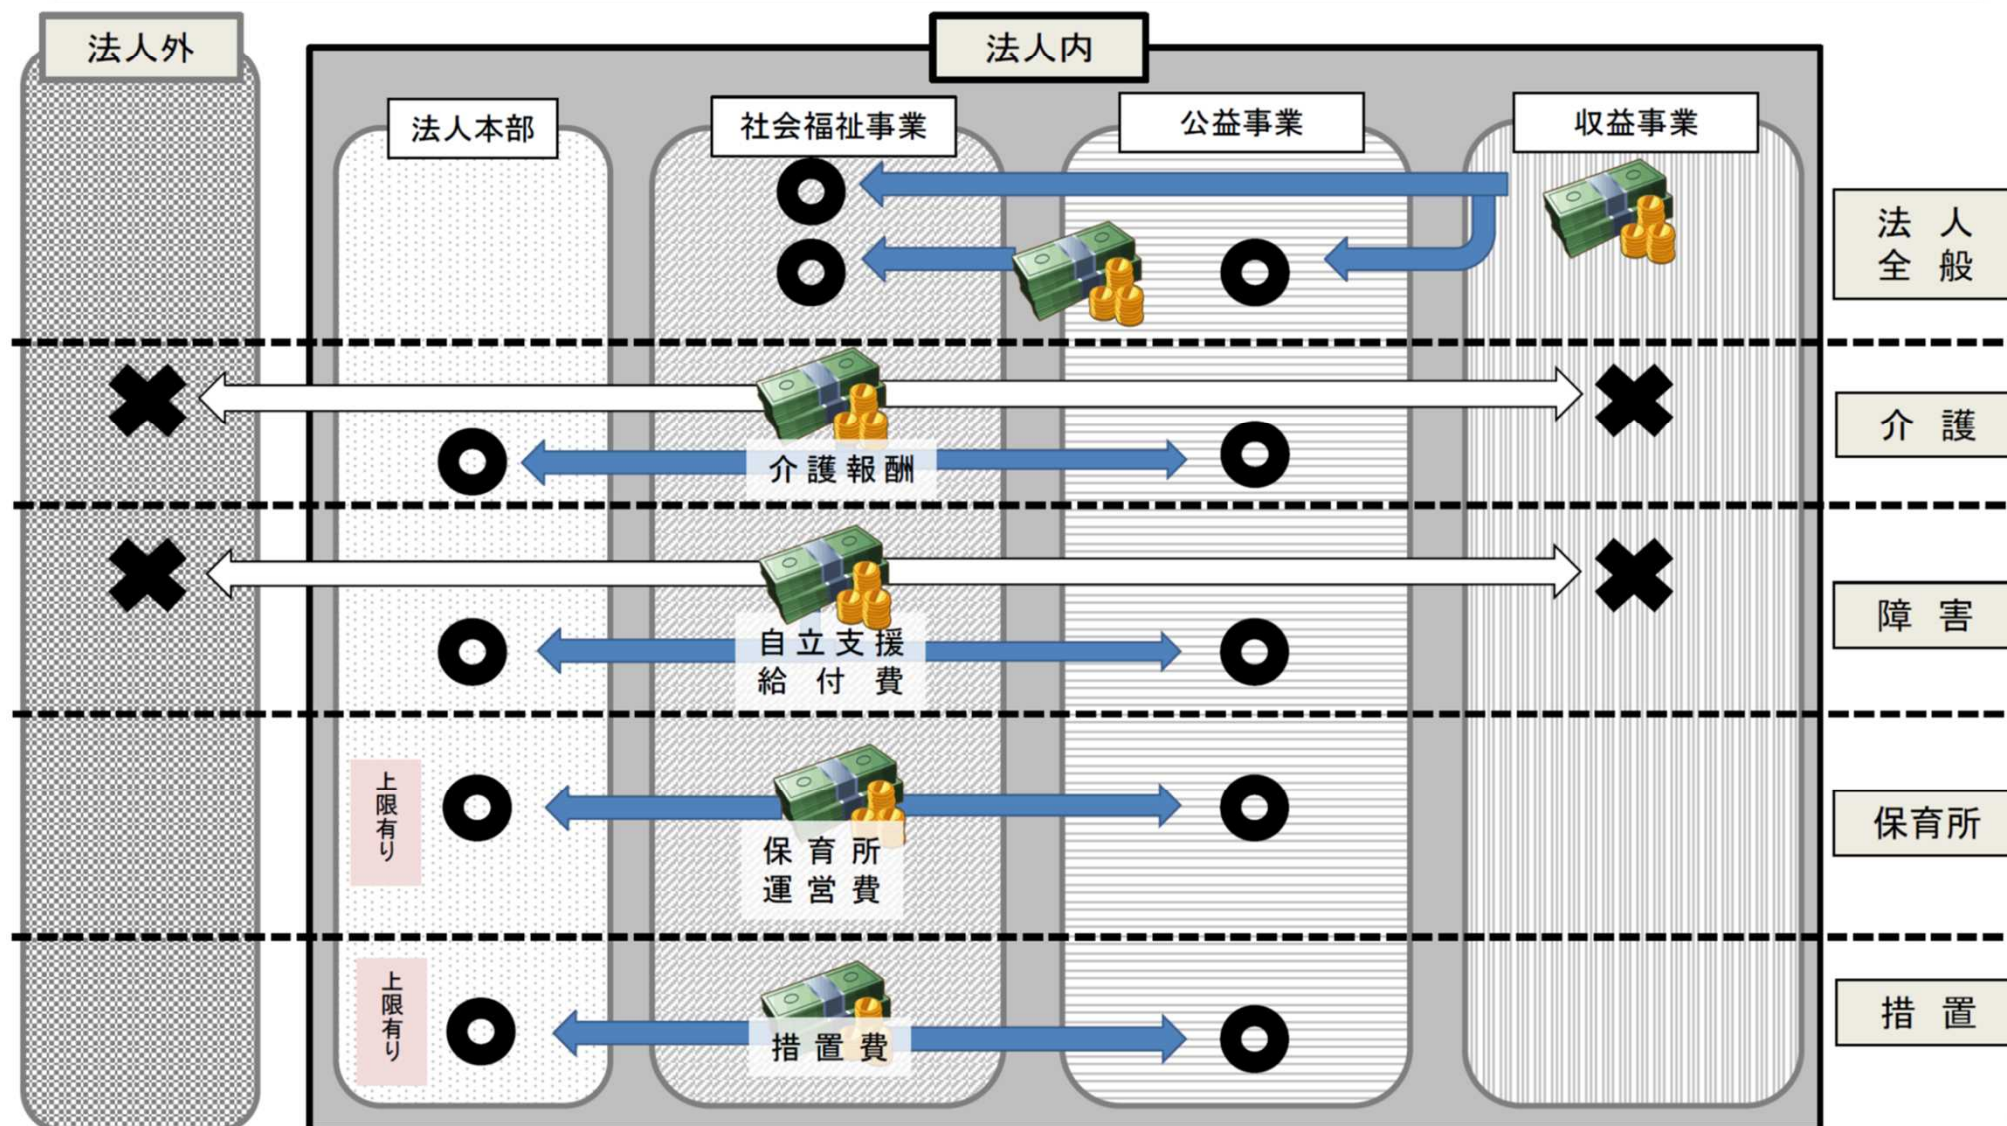 法人外
法人内
法人本部
社会福祉事業
公益事業
収益事業
法人
全般
介護
介護報酬
障害
自立支援
給付費
上限有り
保育所
保育所
運営費
上限有り
措置
措置費